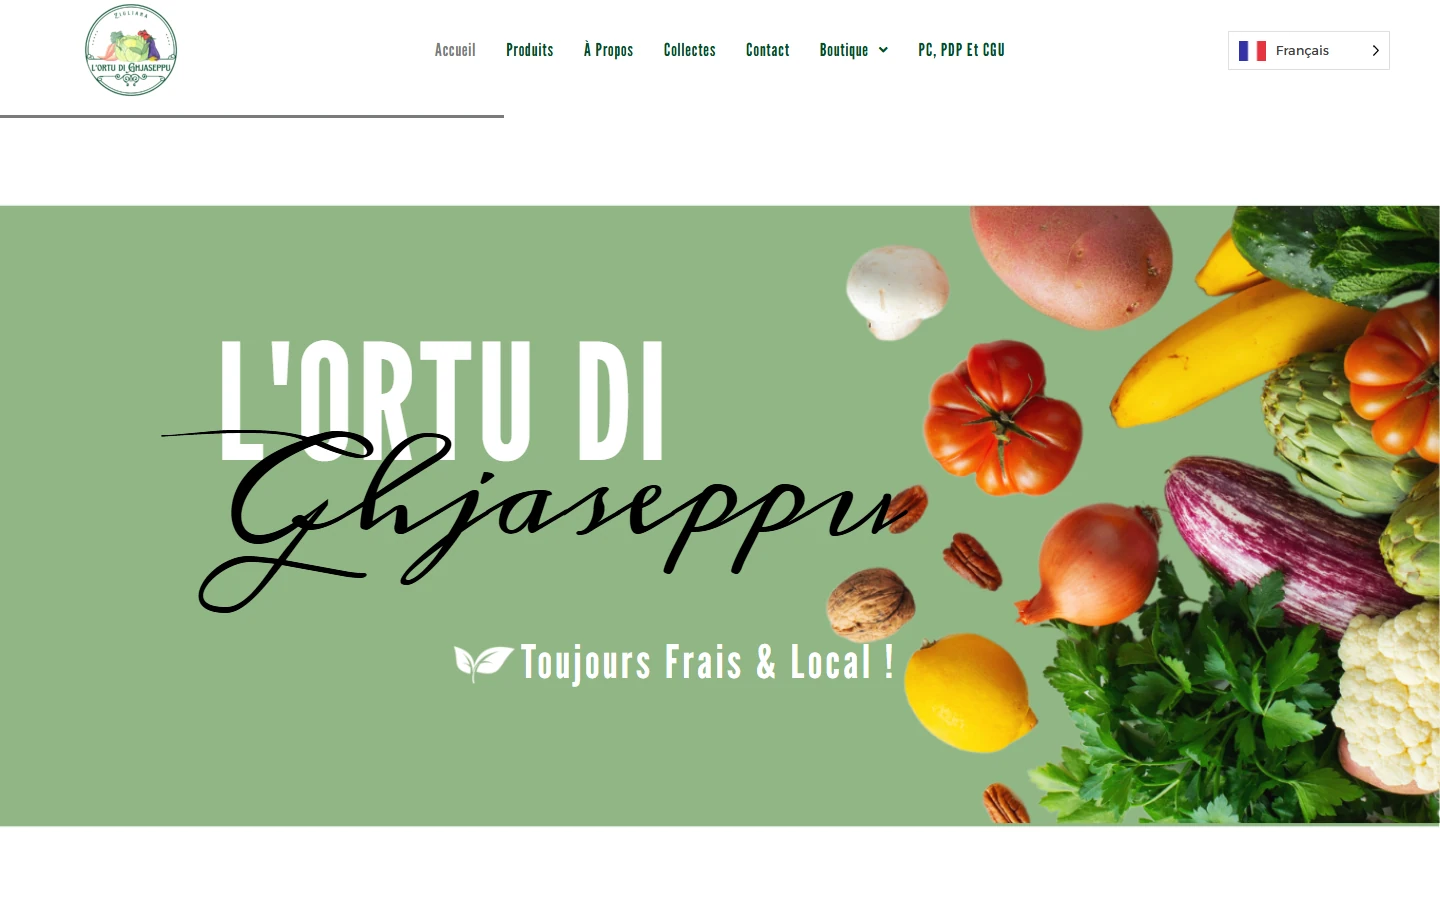 ZIGLIARA
L'ORTU DI GHJASEPPU
Accueil
Produits
À Propos
Collectes
Contact
Boutique
PC, PDP Et CGU
Français
L'ORTU DI
Ghjaseppu
Toujours Frais & Local !